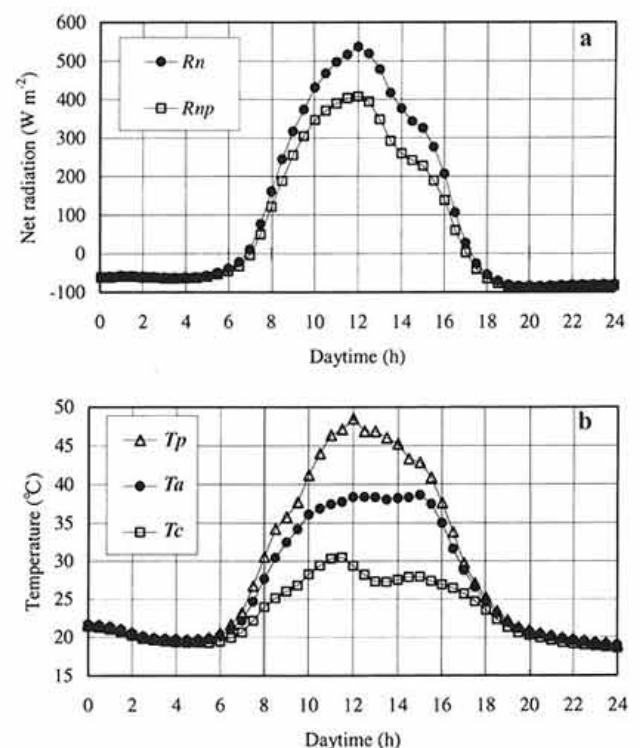 a
600
500
400
300
200
100
0
-100
Net radiation (W m⁻²)
Rn
Rnp
0 2 4 6 8 10 12 14 16 18 20 22 24
Daytime (h)
b
50
45
40
35
30
25
20
15
Temperature (℃)
Tp
Ta
Tc
0 2 4 6 8 10 12 14 16 18 20 22 24
Daytime (h)